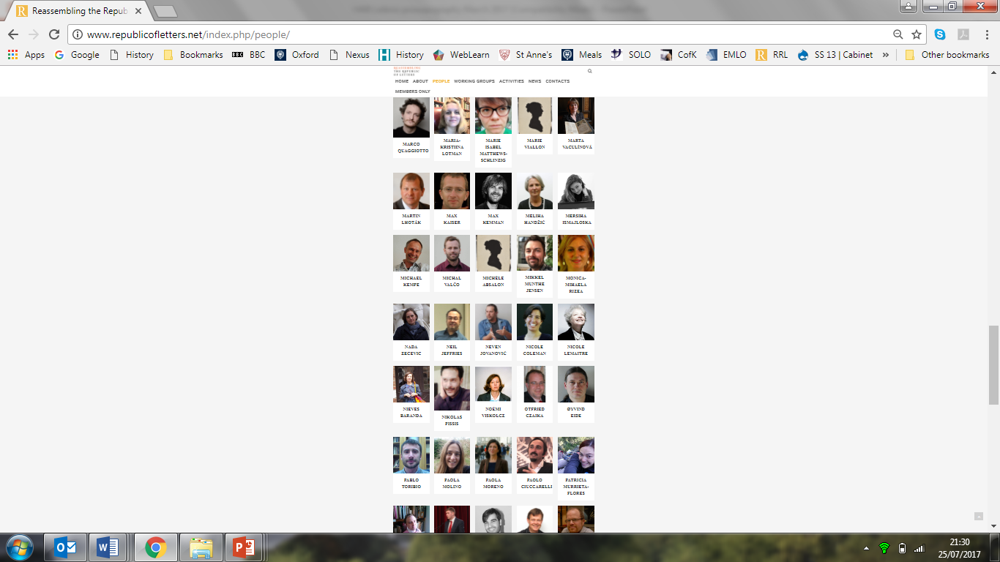 Reassembling the Repub
www.republicofletters.net/index.php/people/
Apps Google History Bookmarks BBC Oxford Nexus History WebLearn St Anne's Meals SOLO CofK EMLO RRL SS 13 | Cabinet » Other bookmarks
REASSEMBLING
THE REPUBLIC
OF LETTERS
HOME ABOUT PEOPLE WORKING GROUPS ACTIVITIES NEWS CONTACTS
MEMBERS ONLY
MARCO
QUAGGIOTTO
MARIA-
KRISTIINA
LOTMAN
MARIE
ISABEL
MATTHEWS-
SCHLINZIG
MARIE
VIALLON
MARTA
VACULÍNOVÁ
MARTIN
LHOTÁK
MAX
KAISER
MAX
KEMMAN
MELIHA
HANDŽIĆ
MERSIHA
ISMAJLOSKA
MICHAEL
KEMPE
MICHAL
VALČO
MICHÈLE
ABSALON
MIKKEL
MUNTHE
JENSEN
MONICA-
MIHAELA
RIZEA
NADA
ZECEVIC
NEIL
JEFFRIES
NEVEN
JOVANOVIĆ
NICOLE
COLEMAN
NICOLE
LEMAITRE
NIEVES
BARANDA
NIKOLAS
PISSIS
NOÉMI
VISKOLCZ
OTFRIED
CZAIKA
ØYVIND
EIDE
PABLO
TORIBIO
PAOLA
MOLINO
PAOLA
MORENO
PAOLO
CIUCCARELLI
PATRICIA
MURRIETA-
FLORES
21:30
25/07/2017